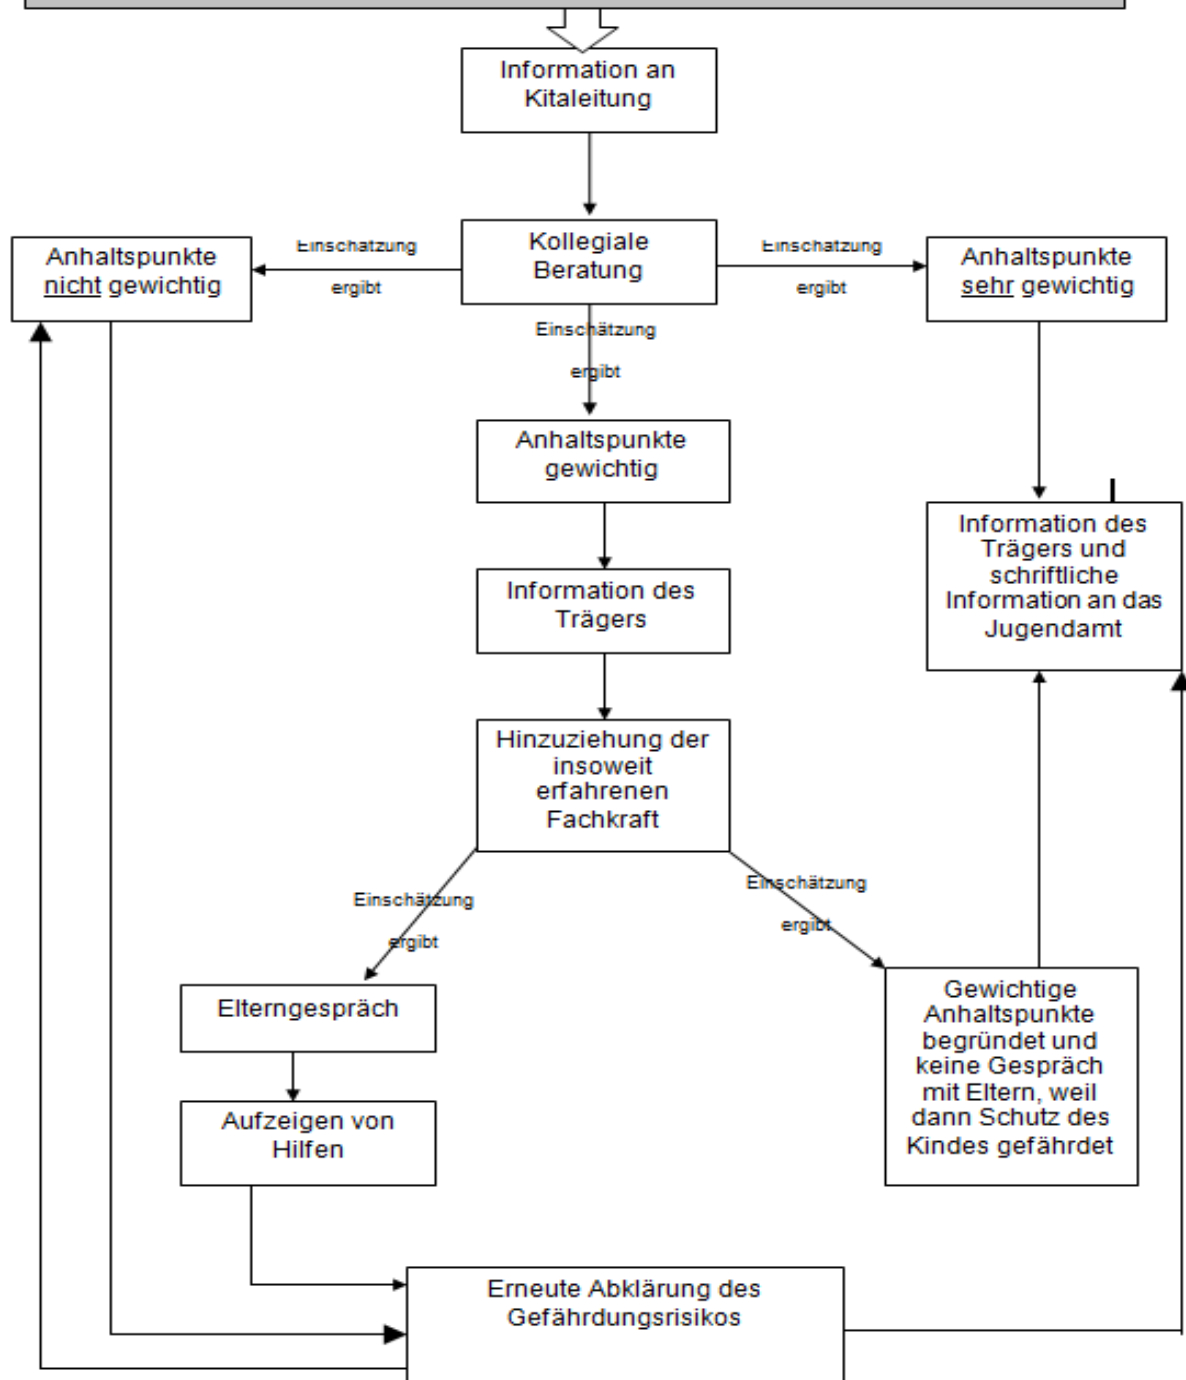 Information an
Kitaleitung
Anhaltspunkte
nicht gewichtig
Einschätzung
ergibt
Kollegiale
Beratung
Einschätzung
ergibt
Anhaltspunkte
sehr gewichtig
Einschätzung
ergibt
Anhaltspunkte
gewichtig
Information des
Trägers und
schriftliche
Information an das
Jugendamt
Information des
Trägers
Hinzuziehung der
insoweit
erfahrenen
Fachkraft
Einschätzung
ergibt
Einschätzung
ergibt
Elterngespräch
Gewichtige
Anhaltspunkte
begründet und
keine Gespräch
mit Eltern, weil
dann Schutz des
Kindes gefährdet
Aufzeigen von
Hilfen
Erneute Abklärung des
Gefährdungsrisikos